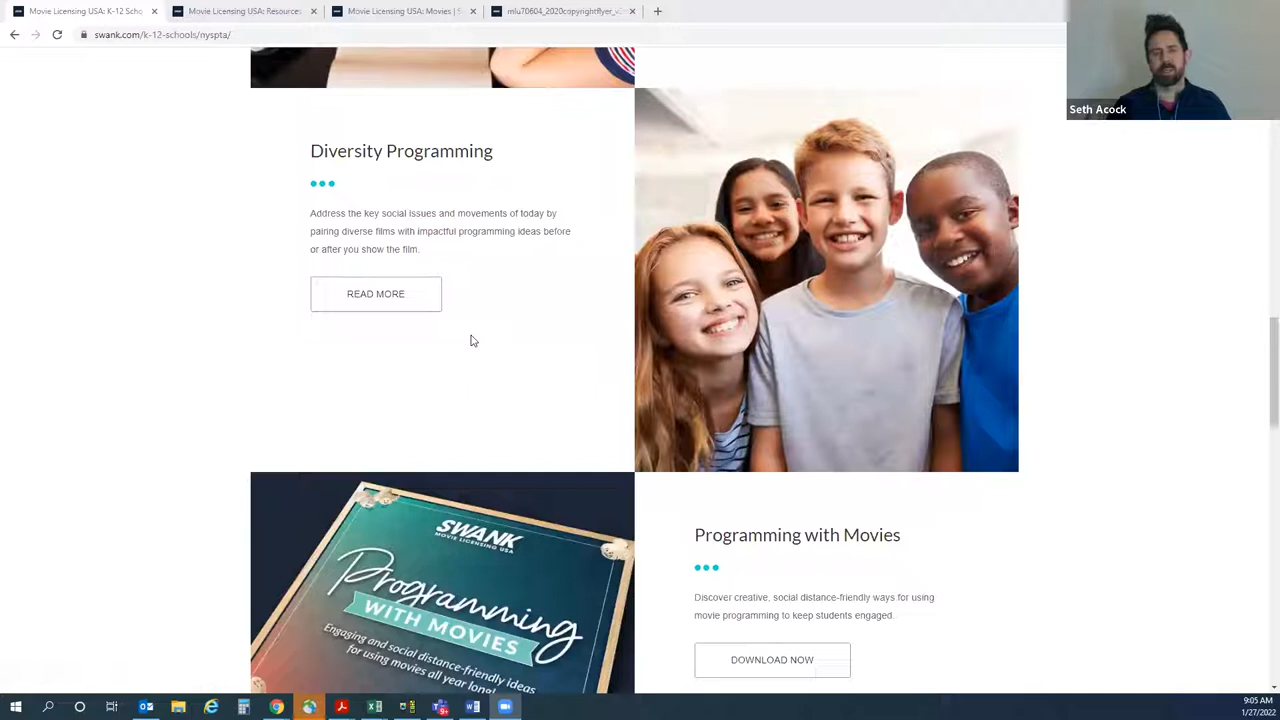 Movie Licensing USA: K-12 Scho
Movie Licensing USA: Resources
Movie Licensing USA: Movies | S
mlu70604_2020copyrightflyer_v2m
swank.com/k-12-schools/nyspta/
Seth Acock
Diversity Programming
Address the key social issues and movements of today by
pairing diverse films with impactful programming ideas before
or after you show the film.
READ MORE
SWANK
MOVIE LICENSING USA
Programming
WITH MOVIES
Engaging and social distance-friendly ideas
for using movies all year long!
Programming with Movies
Discover creative, social distance-friendly ways for using
movie programming to keep students engaged.
DOWNLOAD NOW
9:05 AM
1/27/2022